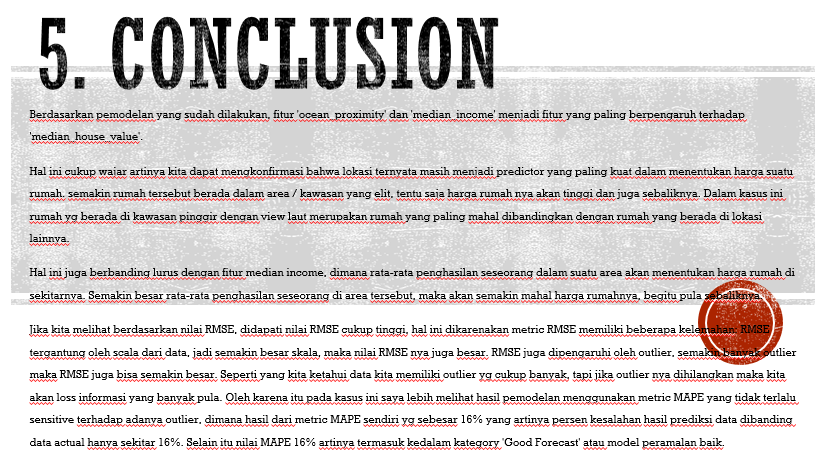 5. CONCLUSION
Berdasarkan pemodelan yang sudah dilakukan, fitur 'ocean_proximity' dan 'median_income' menjadi fitur yang paling berpengaruh terhadap
'median_house_value'.
Hal ini cukup wajar artinya kita dapat mengkonfirmasi bahwa lokasi ternyata masih menjadi predictor yang paling kuat dalam menentukan harga suatu
rumah. semakin rumah tersebut berada dalam area / kawasan yang elit, tentu saja harga rumah nya akan tinggi dan juga sebaliknya. Dalam kasus ini
rumah yg berada di kawasan pinggir dengan view laut merupakan rumah yang paling mahal dibandingkan dengan rumah yang berada di lokasi
lainnya.
Hal ini juga berbanding lurus dengan fitur median income, dimana rata-rata penghasilan seseorang dalam suatu area akan menentukan harga rumah di
sekitarnya. Semakin besar rata-rata penghasilan seseorang di area tersebut, maka akan semakin mahal harga rumahnya, begitu pula sebaliknya.
Jika kita melihat berdasarkan nilai RMSE, didapati nilai RMSE cukup tinggi, hal ini dikarenakan metric RMSE memiliki beberapa kelemahan: RMSE
tergantung oleh scala dari data, jadi semakin besar skala, maka nilai RMSE nya juga besar. RMSE juga dipengaruhi oleh outlier, semakin banyak outlier
maka RMSE juga bisa semakin besar. Seperti yang kita ketahui data kita memiliki outlier yg cukup banyak, tapi jika outlier nya dihilangkan maka kita
akan loss informasi yang banyak pula. Oleh karena itu pada kasus ini saya lebih melihat hasil pemodelan menggunakan metric MAPE yang tidak terlalu
sensitive terhadap adanya outlier, dimana hasil dari metric MAPE sendiri yg sebesar 16% yang artinya persen kesalahan hasil prediksi data dibanding
data actual hanya sekitar 16%. Selain itu nilai MAPE 16% artinya termasuk kedalam kategory 'Good Forecast' atau model peramalan baik.